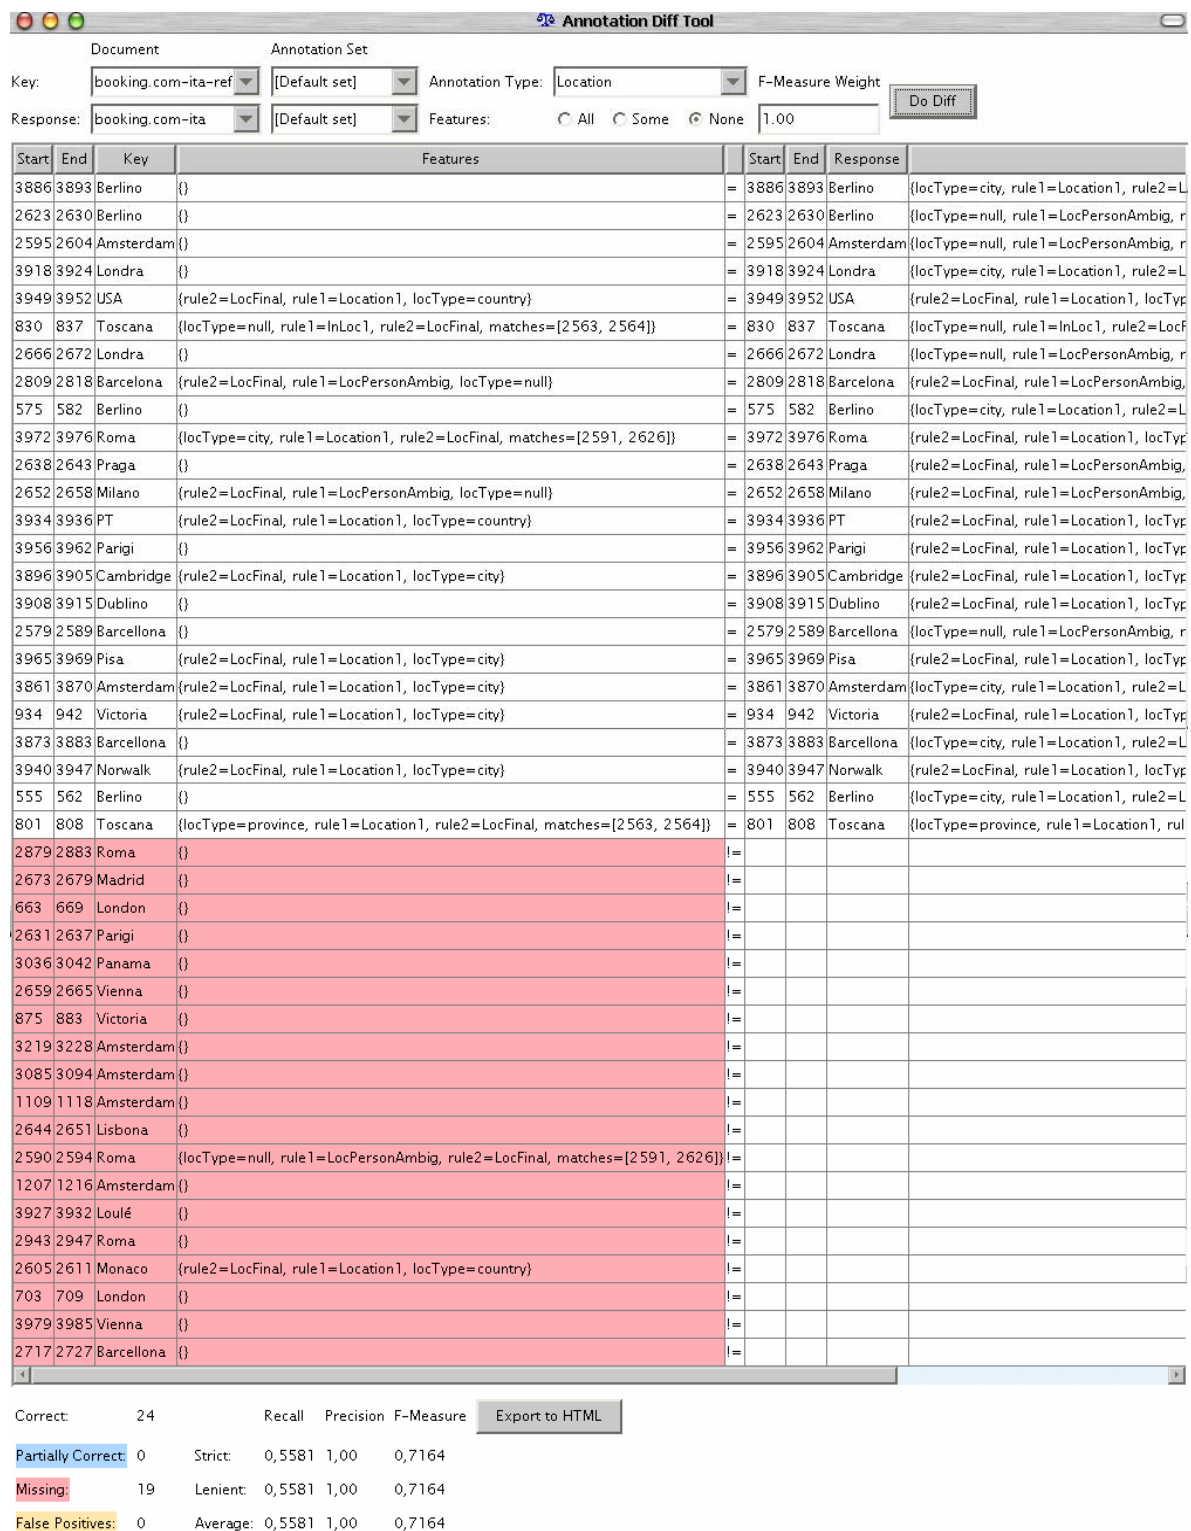 Annotation Diff Tool
Document Annotation Set
Key: booking.com-ita-ref [Default set] Annotation Type: Location F-Measure Weight
Do Diff
Response: booking.com-ita [Default set] Features: All Some None 1.00
Start End Key Features Start End Response
3886 3893 Berlino {} = 3886 3893 Berlino {locType=city, rule1=Location1, rule2=L
2623 2630 Berlino {} = 2623 2630 Berlino {locType=null, rule1=LocPersonAmbig, r
2595 2604 Amsterdam {} = 2595 2604 Amsterdam {locType=null, rule1=LocPersonAmbig, r
3918 3924 Londra {} = 3918 3924 Londra {locType=city, rule1=Location1, rule2=L
3949 3952 USA {rule2=LocFinal, rule1=Location1, locType=country} = 3949 3952 USA {rule2=LocFinal, rule1=Location1, locTyp
830 837 Toscana {locType=null, rule1=InLoc1, rule2=LocFinal, matches=[2563, 2564]} = 830 837 Toscana {locType=null, rule1=InLoc1, rule2=LocF
2666 2672 Londra {} = 2666 2672 Londra {locType=null, rule1=LocPersonAmbig, r
2809 2818 Barcelona {rule2=LocFinal, rule1=LocPersonAmbig, locType=null} = 2809 2818 Barcelona {rule2=LocFinal, rule1=LocPersonAmbig,
575 582 Berlino {} = 575 582 Berlino {locType=city, rule1=Location1, rule2=L
3972 3976 Roma {locType=city, rule1=Location1, rule2=LocFinal, matches=[2591, 2626]} = 3972 3976 Roma {rule2=LocFinal, rule1=Location1, locTyp
2638 2643 Praga {} = 2638 2643 Praga {rule2=LocFinal, rule1=LocPersonAmbig,
2652 2658 Milano {rule2=LocFinal, rule1=LocPersonAmbig, locType=null} = 2652 2658 Milano {rule2=LocFinal, rule1=LocPersonAmbig,
3934 3936 PT {rule2=LocFinal, rule1=Location1, locType=country} = 3934 3936 PT {rule2=LocFinal, rule1=Location1, locTyp
3956 3962 Parigi {} = 3956 3962 Parigi {rule2=LocFinal, rule1=Location1, locTyp
3896 3905 Cambridge {rule2=LocFinal, rule1=Location1, locType=city} = 3896 3905 Cambridge {rule2=LocFinal, rule1=Location1, locTyp
3908 3915 Dublino {} = 3908 3915 Dublino {rule2=LocFinal, rule1=Location1, locTyp
2579 2589 Barcellona {} = 2579 2589 Barcellona {locType=null, rule1=LocPersonAmbig, r
3965 3969 Pisa {rule2=LocFinal, rule1=Location1, locType=city} = 3965 3969 Pisa {rule2=LocFinal, rule1=Location1, locTyp
3861 3870 Amsterdam {rule2=LocFinal, rule1=Location1, locType=city} = 3861 3870 Amsterdam {locType=city, rule1=Location1, rule2=L
934 942 Victoria {rule2=LocFinal, rule1=Location1, locType=city} = 934 942 Victoria {rule2=LocFinal, rule1=Location1, locTyp
3873 3883 Barcellona {} = 3873 3883 Barcellona {locType=city, rule1=Location1, rule2=L
3940 3947 Norwalk {rule2=LocFinal, rule1=Location1, locType=city} = 3940 3947 Norwalk {rule2=LocFinal, rule1=Location1, locTyp
555 562 Berlino {} = 555 562 Berlino {locType=city, rule1=Location1, rule2=L
801 808 Toscana {locType=province, rule1=Location1, rule2=LocFinal, matches=[2563, 2564]} = 801 808 Toscana {locType=province, rule1=Location1, rul
2879 2883 Roma {} !=
2673 2679 Madrid {} !=
663 669 London {} !=
2631 2637 Parigi {} !=
3036 3042 Panama {} !=
2659 2665 Vienna {} !=
875 883 Victoria {} !=
3219 3228 Amsterdam {} !=
3085 3094 Amsterdam {} !=
1109 1118 Amsterdam {} !=
2644 2651 Lisbona {} !=
2590 2594 Roma {locType=null, rule1=LocPersonAmbig, rule2=LocFinal, matches=[2591, 2626]} !=
1207 1216 Amsterdam {} !=
3927 3932 Loulé {} !=
2943 2947 Roma {} !=
2605 2611 Monaco {rule2=LocFinal, rule1=Location1, locType=country} !=
703 709 London {} !=
3979 3985 Vienna {} !=
2717 2727 Barcellona {} !=
Correct: 24 Recall Precision F-Measure Export to HTML
Partially Correct: 0 Strict: 0,5581 1,00 0,7164
Missing: 19 Lenient: 0,5581 1,00 0,7164
False Positives: 0 Average: 0,5581 1,00 0,7164